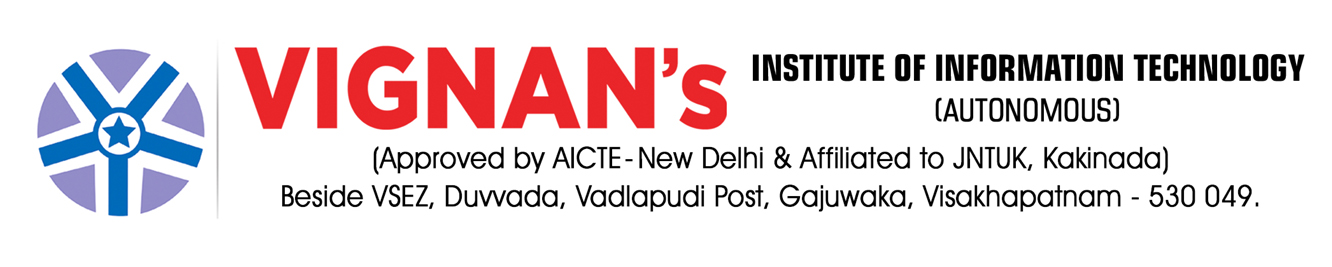 VIGNAN's INSTITUTE OF INFORMATION TECHNOLOGY
(AUTONOMOUS)
(Approved by AICTE - New Delhi & Affiliated to JNTUK, Kakinada)
Beside VSEZ, Duvvada, Vadlapudi Post, Gajuwaka, Visakhapatnam - 530 049.